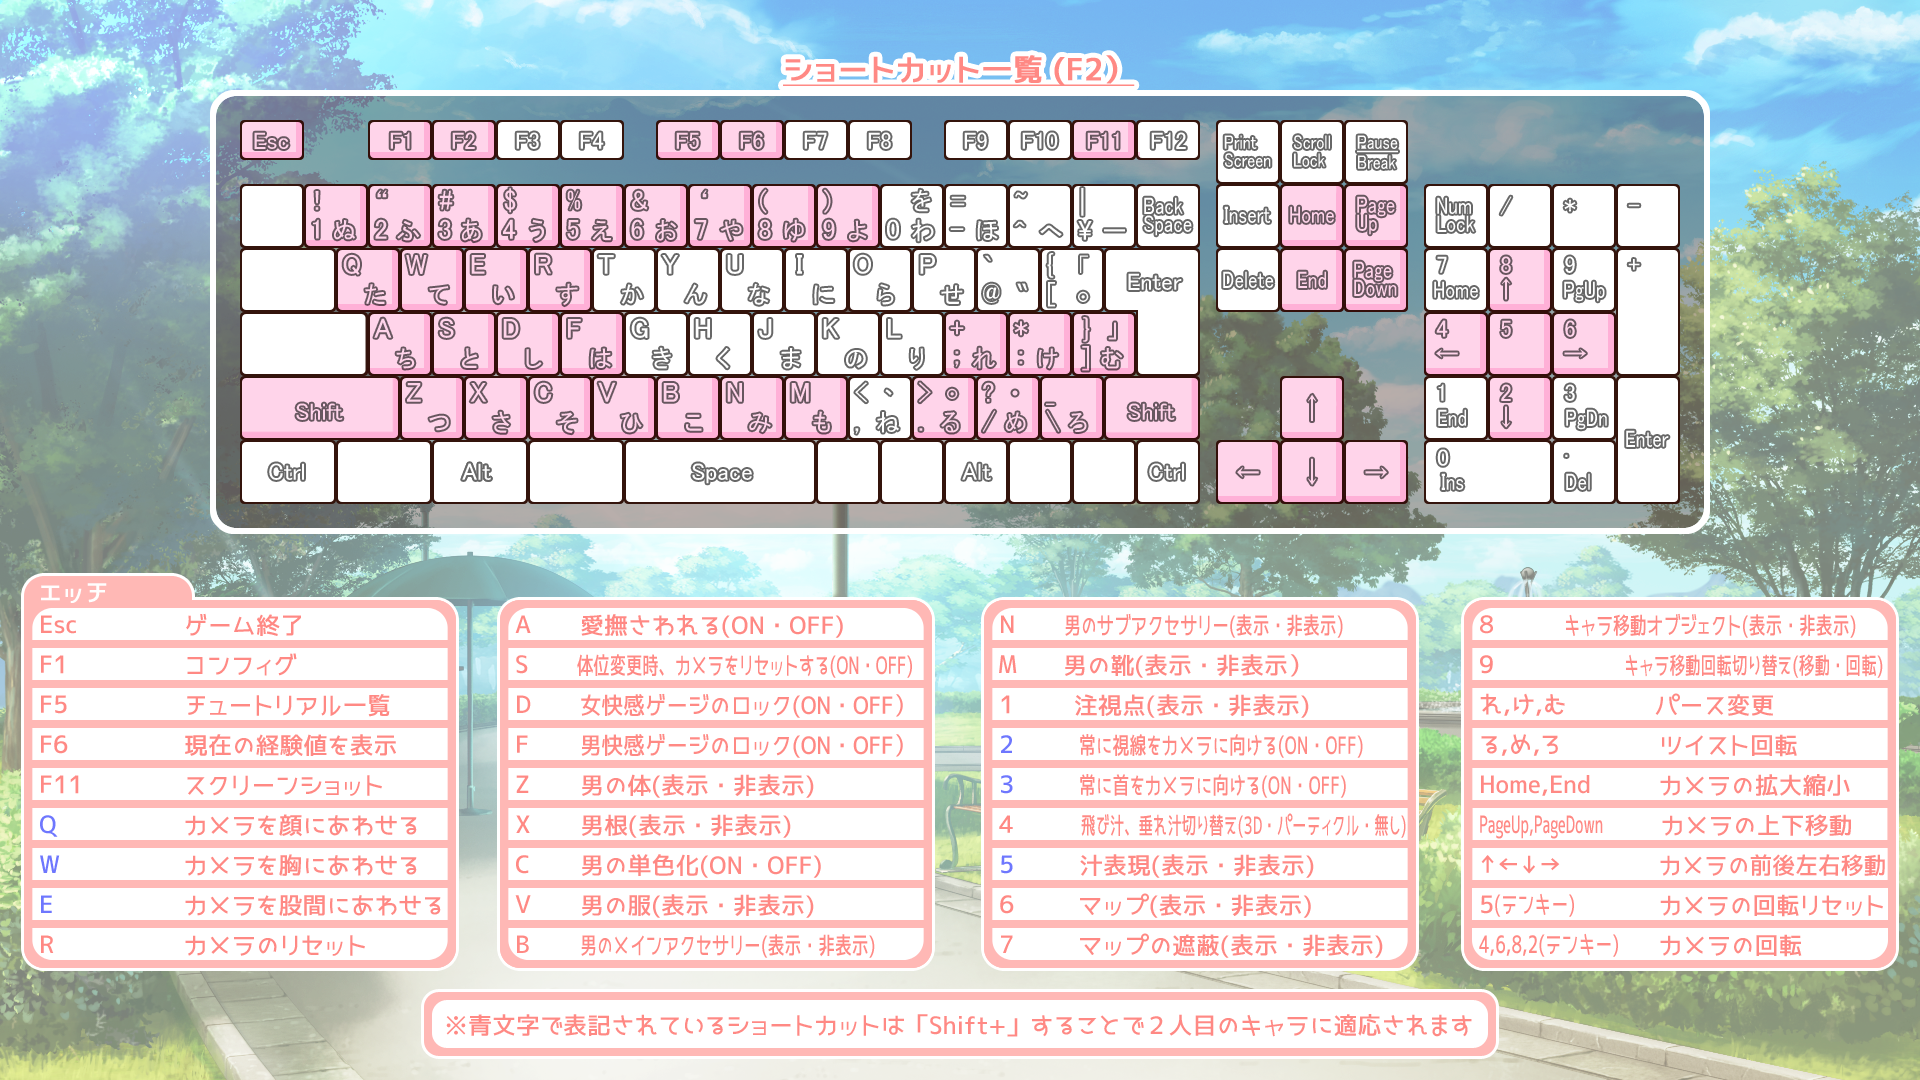 ショートカット一覧(F2)
Esc F1 F2 F3 F4 F5 F6 F7 F8 F9 F10 F11 F12 Print Screen Scroll Lock Pause Break
! 1 ぬ “ 2 ふ # 3 あ $ 4 う % 5 え & 6 お ‘ 7 や ( 8 ゆ ) 9 よ を 0 わ = - ほ ~ ^ へ | ¥ ー Back Space Insert Home Page Up Num Lock / * -
Q た W て E い R す T か Y ん U な I に O ら P せ ` @ ゛ { 「 [ 。 Enter Delete End Page Down 7 Home 8 ↑ 9 PgUp +
A ち S と D し F は G き H く J ま K の L り + ; れ * : け } 」 ] む 4 ← 5 6 →
Shift Z つ X さ C そ V ひ B こ N み M も < 、 , ね > 。 . る ? ・ / め _ \ ろ Shift ↑ 1 End 2 ↓ 3 PgDn Enter
Ctrl Alt Space Alt Ctrl ← ↓ → 0 Ins . Del
エッチ
Esc ゲーム終了
F1 コンフィグ
F5 チュートリアル一覧
F6 現在の経験値を表示
F11 スクリーンショット
Q カメラを顔にあわせる
W カメラを胸にあわせる
E カメラを股間にあわせる
R カメラのリセット
A 愛撫さわれる(ON・OFF)
S 体位変更時、カメラをリセットする(ON・OFF)
D 女快感ゲージのロック(ON・OFF)
F 男快感ゲージのロック(ON・OFF)
Z 男の体(表示・非表示)
X 男根(表示・非表示)
C 男の単色化(ON・OFF)
V 男の服(表示・非表示)
B 男のメインアクセサリー(表示・非表示)
N 男のサブアクセサリー(表示・非表示)
M 男の靴(表示・非表示)
1 注視点(表示・非表示)
2 常に視線をカメラに向ける(ON・OFF)
3 常に首をカメラに向ける(ON・OFF)
4 飛び汁、垂れ汁切り替え(3D・パーティクル・無し)
5 汁表現(表示・非表示)
6 マップ(表示・非表示)
7 マップの遮蔽(表示・非表示)
8 キャラ移動オブジェクト(表示・非表示)
9 キャラ移動回転切り替え(移動・回転)
れ,け,む パース変更
る,め,ろ ツイスト回転
Home,End カメラの拡大縮小
PageUp,PageDown カメラの上下移動
↑←↓→ カメラの前後左右移動
5(テンキー) カメラの回転リセット
4,6,8,2(テンキー) カメラの回転
※青文字で表記されているショートカットは「Shift+」することで２人目のキャラに適応されます